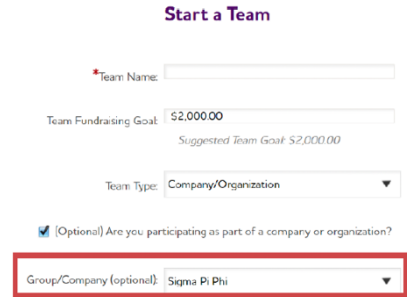 Start a Team
*Team Name:
Team Fundraising Goal: $2,000.00
Suggested Team Goal: $2,000.00
Team Type: Company/Organization
(Optional) Are you participating as part of a company or organization?
Group/Company (optional): Sigma Pi Phi